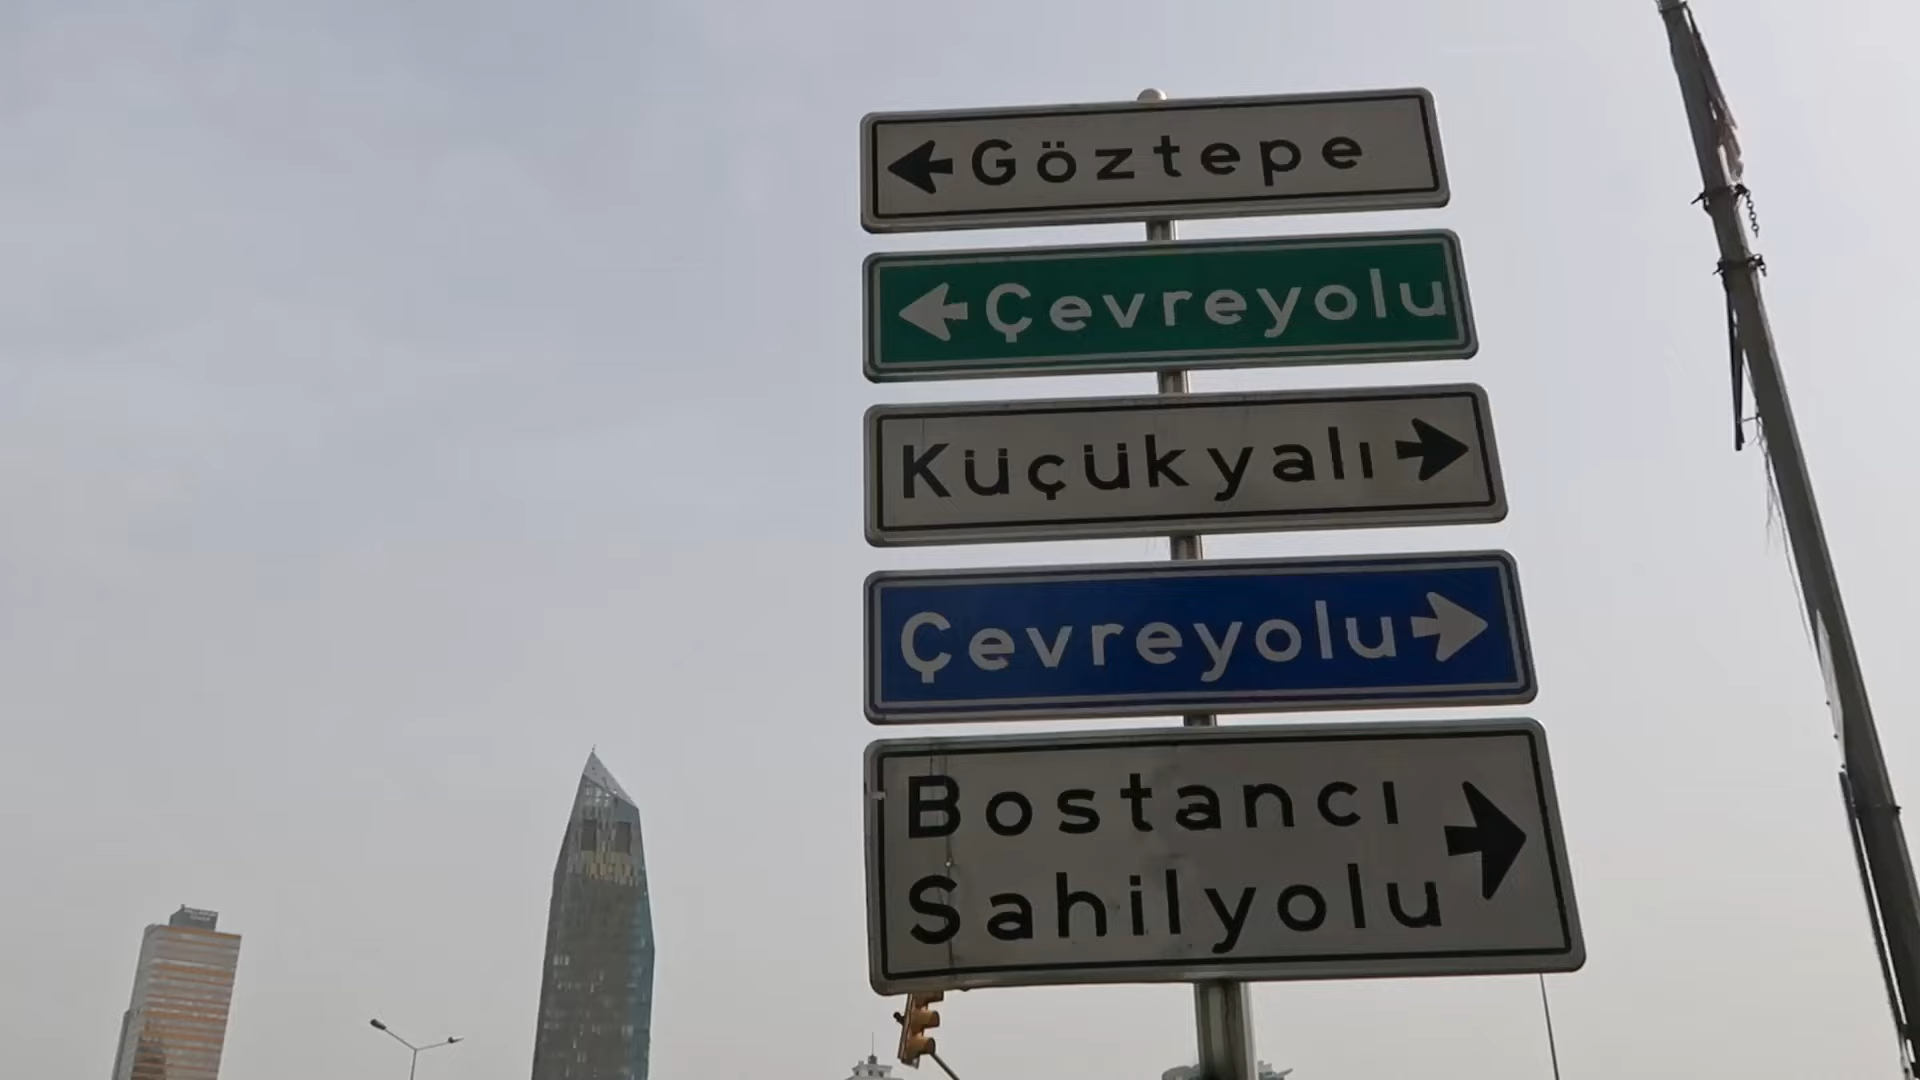 Göztepe
Çevreyolu
Küçükyalı
Çevreyolu
Bostancı
Sahilyolu